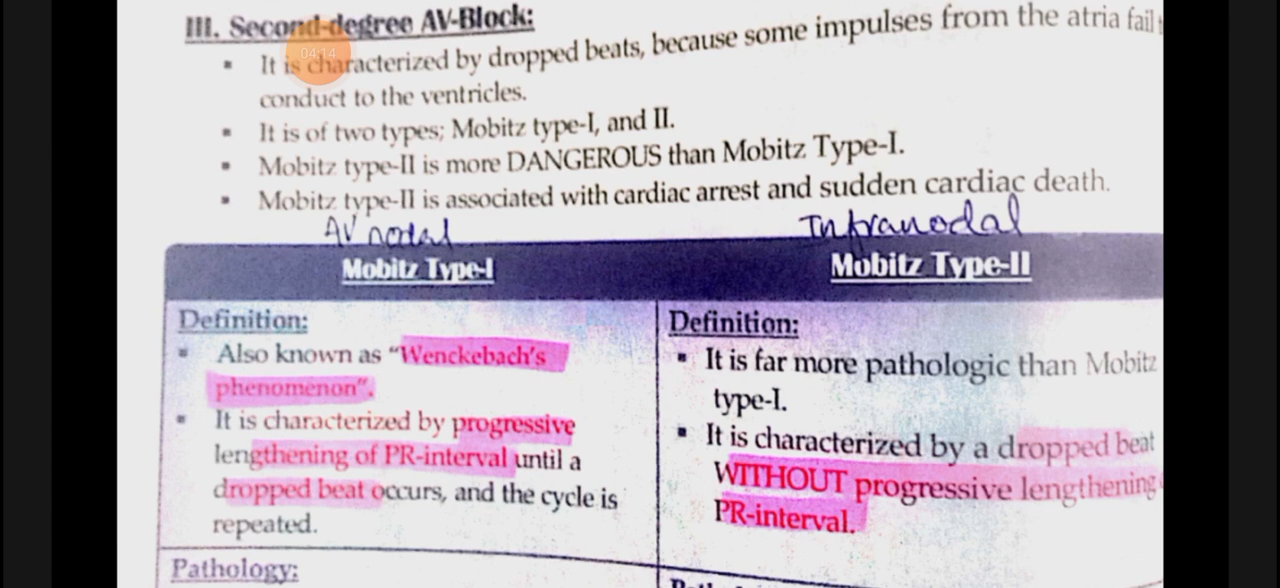 III. Second-degree AV-Block:
04:14
▪ It is characterized by dropped beats, because some impulses from the atria fail
conduct to the ventricles.
▪ It is of two types; Mobitz type-I, and II.
▪ Mobitz type-II is more DANGEROUS than Mobitz Type-I.
▪ Mobitz type-II is associated with cardiac arrest and sudden cardiac death.
AV nodal
Infranodal
Mobitz Type-I
Mobitz Type-II
Definition:
▪ Also known as “Wenckebach's
phenomenon”.
▪ It is characterized by progressive
lengthening of PR-interval until a
dropped beat occurs, and the cycle is
repeated.
Pathology:
Definition:
▪ It is far more pathologic than Mobitz
type-I.
▪ It is characterized by a dropped beat
WITHOUT progressive lengthening
PR-interval.